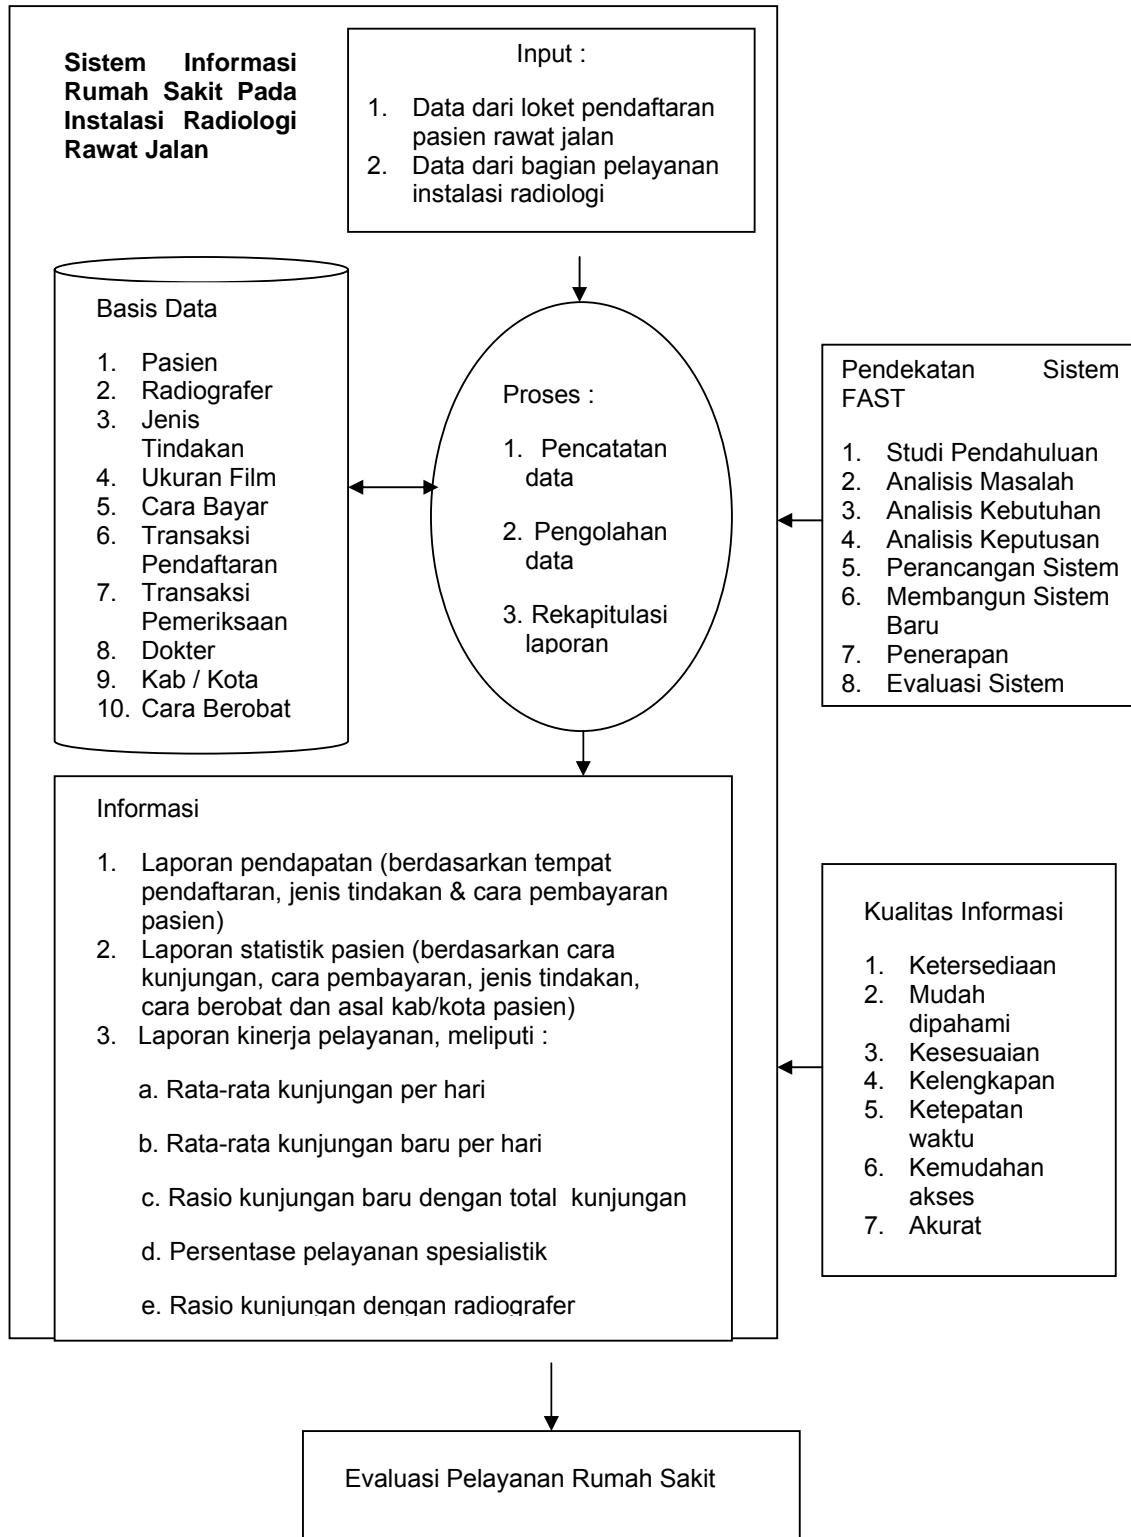 Sistem Informasi
Rumah Sakit Pada
Instalasi Radiologi
Rawat Jalan
Input :
1. Data dari loket pendaftaran
pasien rawat jalan
2. Data dari bagian pelayanan
instalasi radiologi
Basis Data
1. Pasien
2. Radiografer
3. Jenis
Tindakan
4. Ukuran Film
5. Cara Bayar
6. Transaksi
Pendaftaran
7. Transaksi
Pemeriksaan
8. Dokter
9. Kab / Kota
10. Cara Berobat
Proses :
1. Pencatatan
data
2. Pengolahan
data
3. Rekapitulasi
laporan
Pendekatan Sistem
FAST
1. Studi Pendahuluan
2. Analisis Masalah
3. Analisis Kebutuhan
4. Analisis Keputusan
5. Perancangan Sistem
6. Membangun Sistem
Baru
7. Penerapan
8. Evaluasi Sistem
Informasi
1. Laporan pendapatan (berdasarkan tempat
pendaftaran, jenis tindakan & cara pembayaran
pasien)
2. Laporan statistik pasien (berdasarkan cara
kunjungan, cara pembayaran, jenis tindakan,
cara berobat dan asal kab/kota pasien)
3. Laporan kinerja pelayanan, meliputi :
a. Rata-rata kunjungan per hari
b. Rata-rata kunjungan baru per hari
c. Rasio kunjungan baru dengan total kunjungan
d. Persentase pelayanan spesialistik
e. Rasio kunjungan dengan radiografer
Kualitas Informasi
1. Ketersediaan
2. Mudah
dipahami
3. Kesesuaian
4. Kelengkapan
5. Ketepatan
waktu
6. Kemudahan
akses
7. Akurat
Evaluasi Pelayanan Rumah Sakit